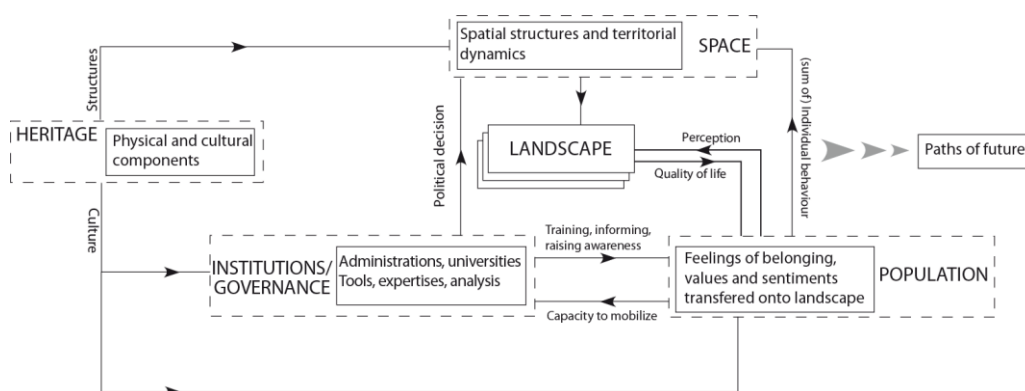 Spatial structures and territorial
dynamics
SPACE
Structures
(sum of) Individual behaviour
HERITAGE
Physical and cultural
components
Political decision
LANDSCAPE
Perception
Quality of life
Paths of future
Culture
Training, informing,
raising awareness
INSTITUTIONS/
GOVERNANCE
Administrations, universities
Tools, expertises, analysis
Feelings of belonging,
values and sentiments
transfered onto landscape
POPULATION
Capacity to mobilize